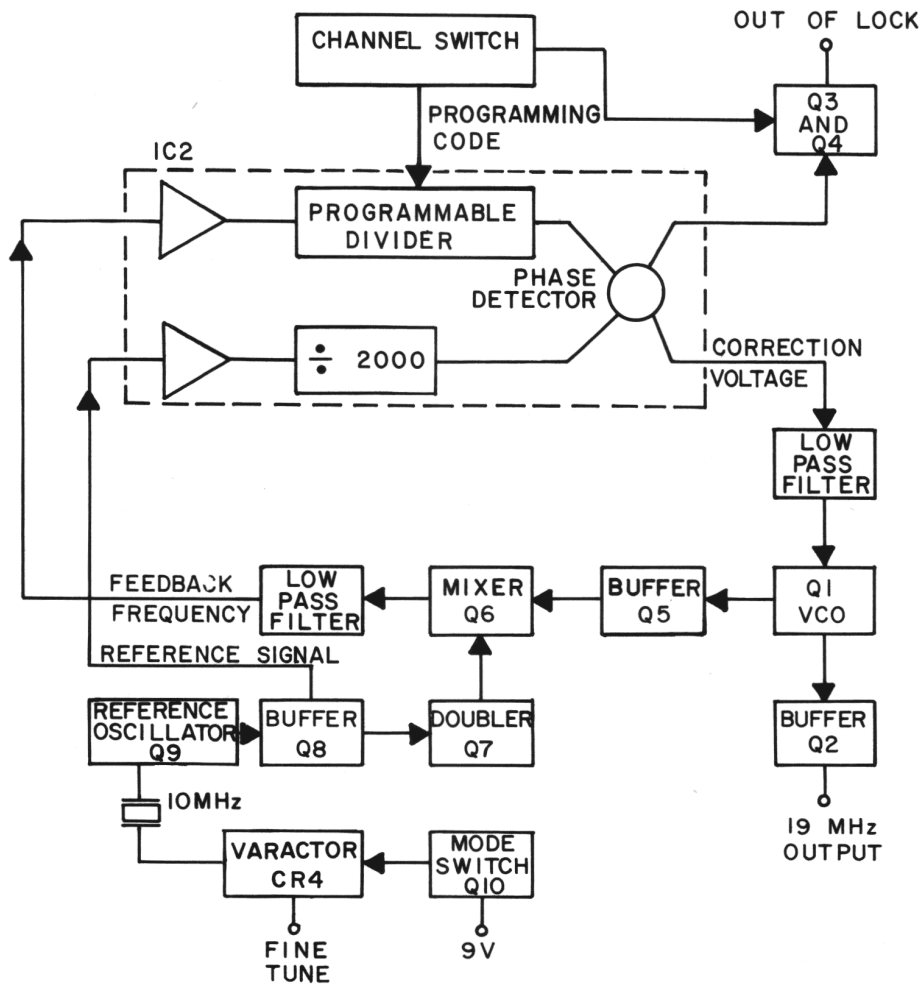 OUT OF LOCK
CHANNEL SWITCH
Q3
AND
Q4
PROGRAMMING
CODE
IC2
PROGRAMMABLE
DIVIDER
PHASE
DETECTOR
÷ 2000
CORRECTION
VOLTAGE
LOW
PASS
FILTER
FEEDBACK
FREQUENCY
LOW
PASS
FILTER
MIXER
Q6
BUFFER
Q5
Q1
VCO
REFERENCE SIGNAL
REFERENCE
OSCILLATOR
Q9
BUFFER
Q8
DOUBLER
Q7
BUFFER
Q2
10MHz
19 MHz
OUTPUT
VARACTOR
CR4
MODE
SWITCH
Q10
FINE
TUNE
9V